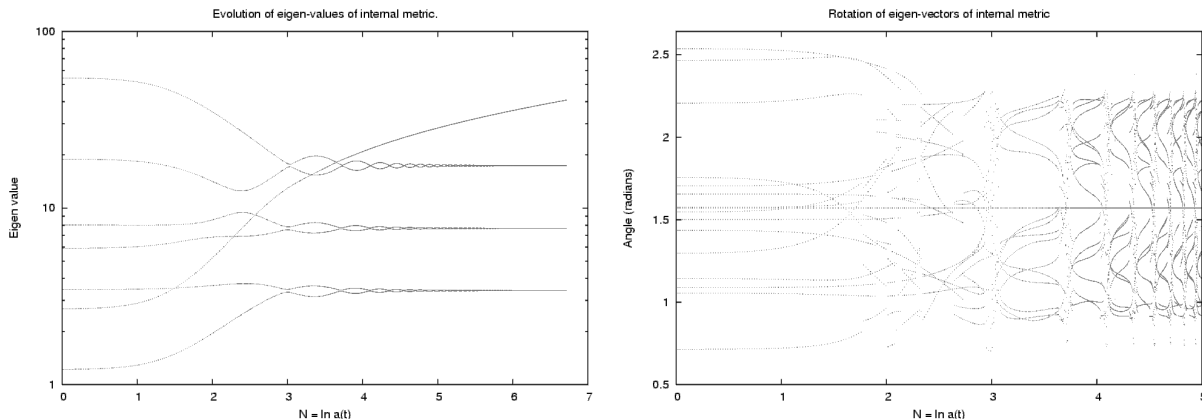 Evolution of eigen-values of internal metric.
100
10
1
Eigen value
0 1 2 3 4 5 6 7
N = ln a(t)
Rotation of eigen-vectors of internal metric
2.5
2
1.5
1
0.5
Angle (radians)
0 1 2 3 4
N = ln a(t)